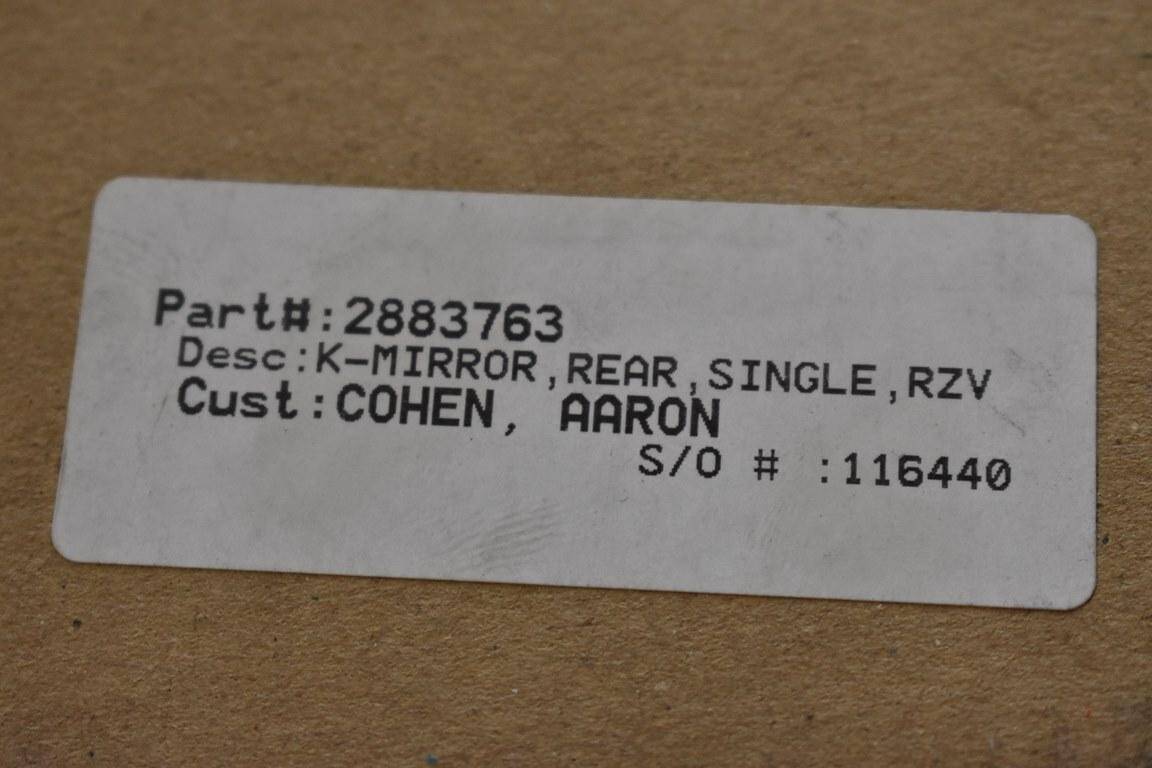 Part#:2883763
Desc:K-MIRROR,REAR,SINGLE,RZV
Cust:COHEN, AARON
S/O # :116440